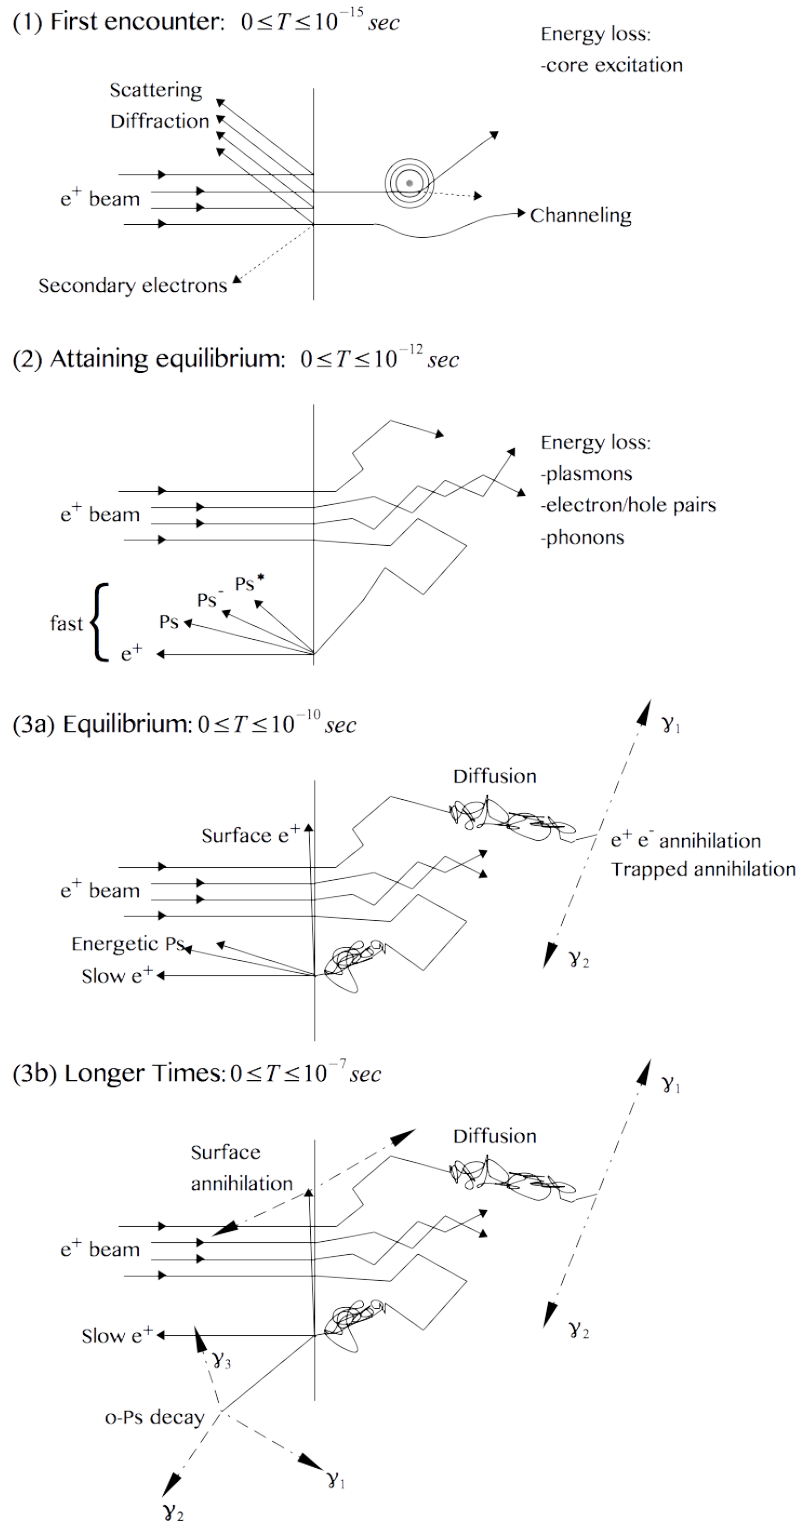 (1) First encounter: 0 ≤ T ≤ 10⁻¹⁵ sec
Energy loss:
-core excitation
Scattering
Diffraction
e⁺ beam
Channeling
Secondary electrons
(2) Attaining equilibrium: 0 ≤ T ≤ 10⁻¹² sec
Energy loss:
-plasmons
-electron/hole pairs
-phonons
e⁺ beam
Ps*
Ps⁻
Ps
fast
e⁺
(3a) Equilibrium: 0 ≤ T ≤ 10⁻¹⁰ sec
γ₁
Diffusion
Surface e⁺
e⁺ e⁻ annihilation
Trapped annihilation
e⁺ beam
Energetic Ps
Slow e⁺
γ₂
(3b) Longer Times: 0 ≤ T ≤ 10⁻⁷ sec
γ₁
Diffusion
Surface
annihilation
e⁺ beam
γ₂
Slow e⁺
γ₃
o-Ps decay
γ₁
γ₂